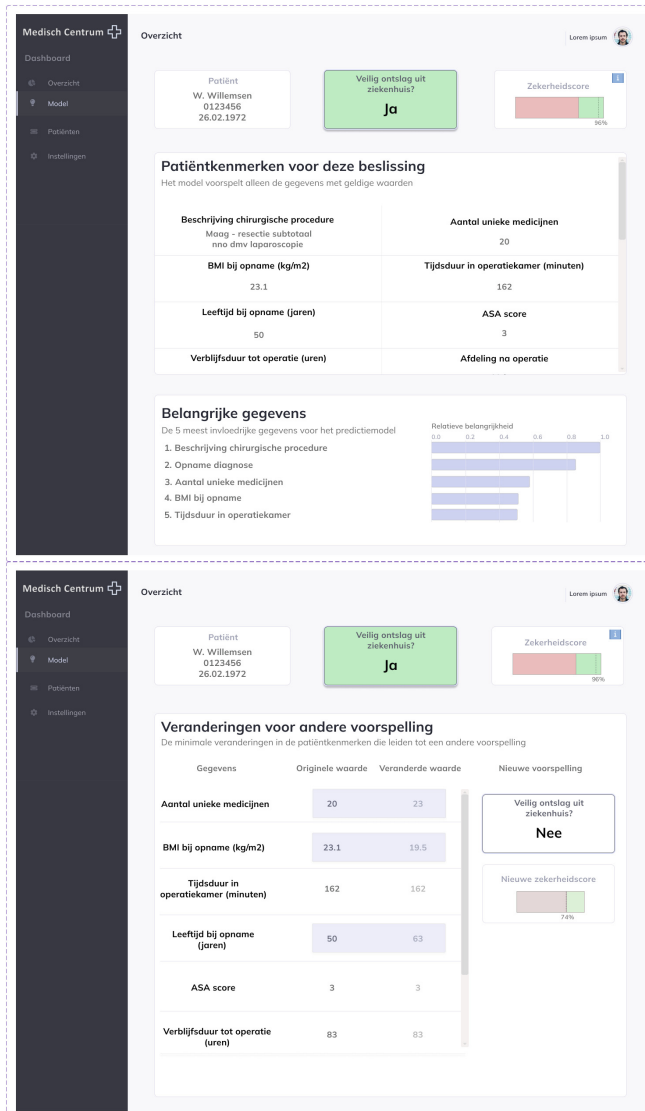 Medisch Centrum
Overzicht
Lorem ipsum
Dashboard
Overzicht
Model
Patiënten
Instellingen
Patiënt
W. Willemsen
0123456
26.02.1972
Veilig ontslag uit
ziekenhuis?
Ja
Zekerheidscore
i
96%
Patiëntkenmerken voor deze beslissing
Het model voorspelt alleen de gegevens met geldige waarden
Beschrijving chirurgische procedure
Maag - resectie subtotaal
nno dmv laparoscopie
Aantal unieke medicijnen
20
BMI bij opname (kg/m2)
23.1
Tijdsduur in operatiekamer (minuten)
162
Leeftijd bij opname (jaren)
50
ASA score
3
Verblijfsduur tot operatie (uren)
Afdeling na operatie
Belangrijke gegevens
De 5 meest invloedrijke gegevens voor het predictiemodel
1. Beschrijving chirurgische procedure
2. Opname diagnose
3. Aantal unieke medicijnen
4. BMI bij opname
5. Tijdsduur in operatiekamer
Relatieve belangrijkheid
0.0 0.2 0.4 0.6 0.8 1.0
Medisch Centrum
Overzicht
Lorem ipsum
Dashboard
Overzicht
Model
Patiënten
Instellingen
Patiënt
W. Willemsen
0123456
26.02.1972
Veilig ontslag uit
ziekenhuis?
Ja
Zekerheidscore
i
96%
Veranderingen voor andere voorspelling
De minimale veranderingen in de patiëntkenmerken die leiden tot een andere voorspelling
Gegevens Originele waarde Veranderde waarde Nieuwe voorspelling
Aantal unieke medicijnen 20 23
BMI bij opname (kg/m2) 23.1 19.5
Tijdsduur in
operatiekamer (minuten) 162 162
Leeftijd bij opname
(jaren) 50 63
ASA score 3 3
Verblijfsduur tot operatie
(uren) 83 83
Veilig ontslag uit
ziekenhuis?
Nee
Nieuwe zekerheidscore
74%